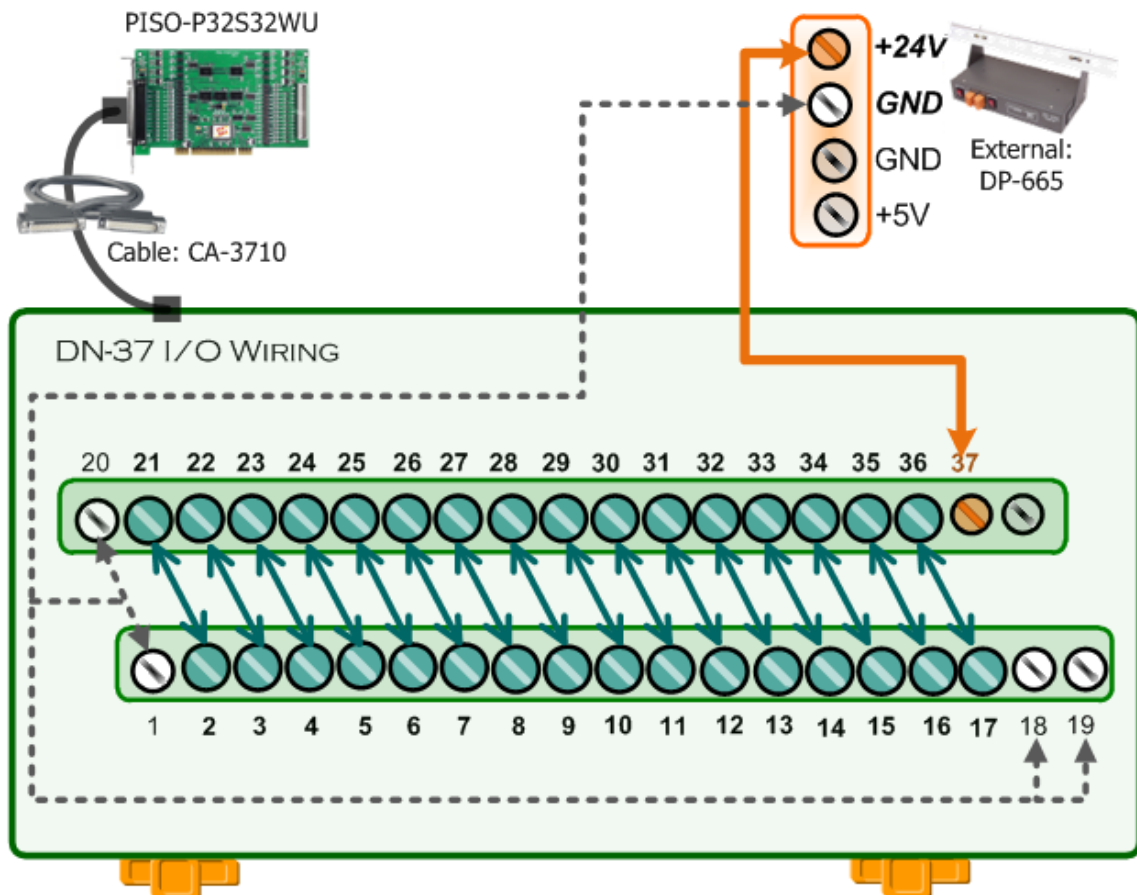 PISO-P32S32WU
+24V
GND
GND
+5V
External:
DP-665
Cable: CA-3710
DN-37 I/O WIRING
20 21 22 23 24 25 26 27 28 29 30 31 32 33 34 35 36 37
1 2 3 4 5 6 7 8 9 10 11 12 13 14 15 16 17 18 19